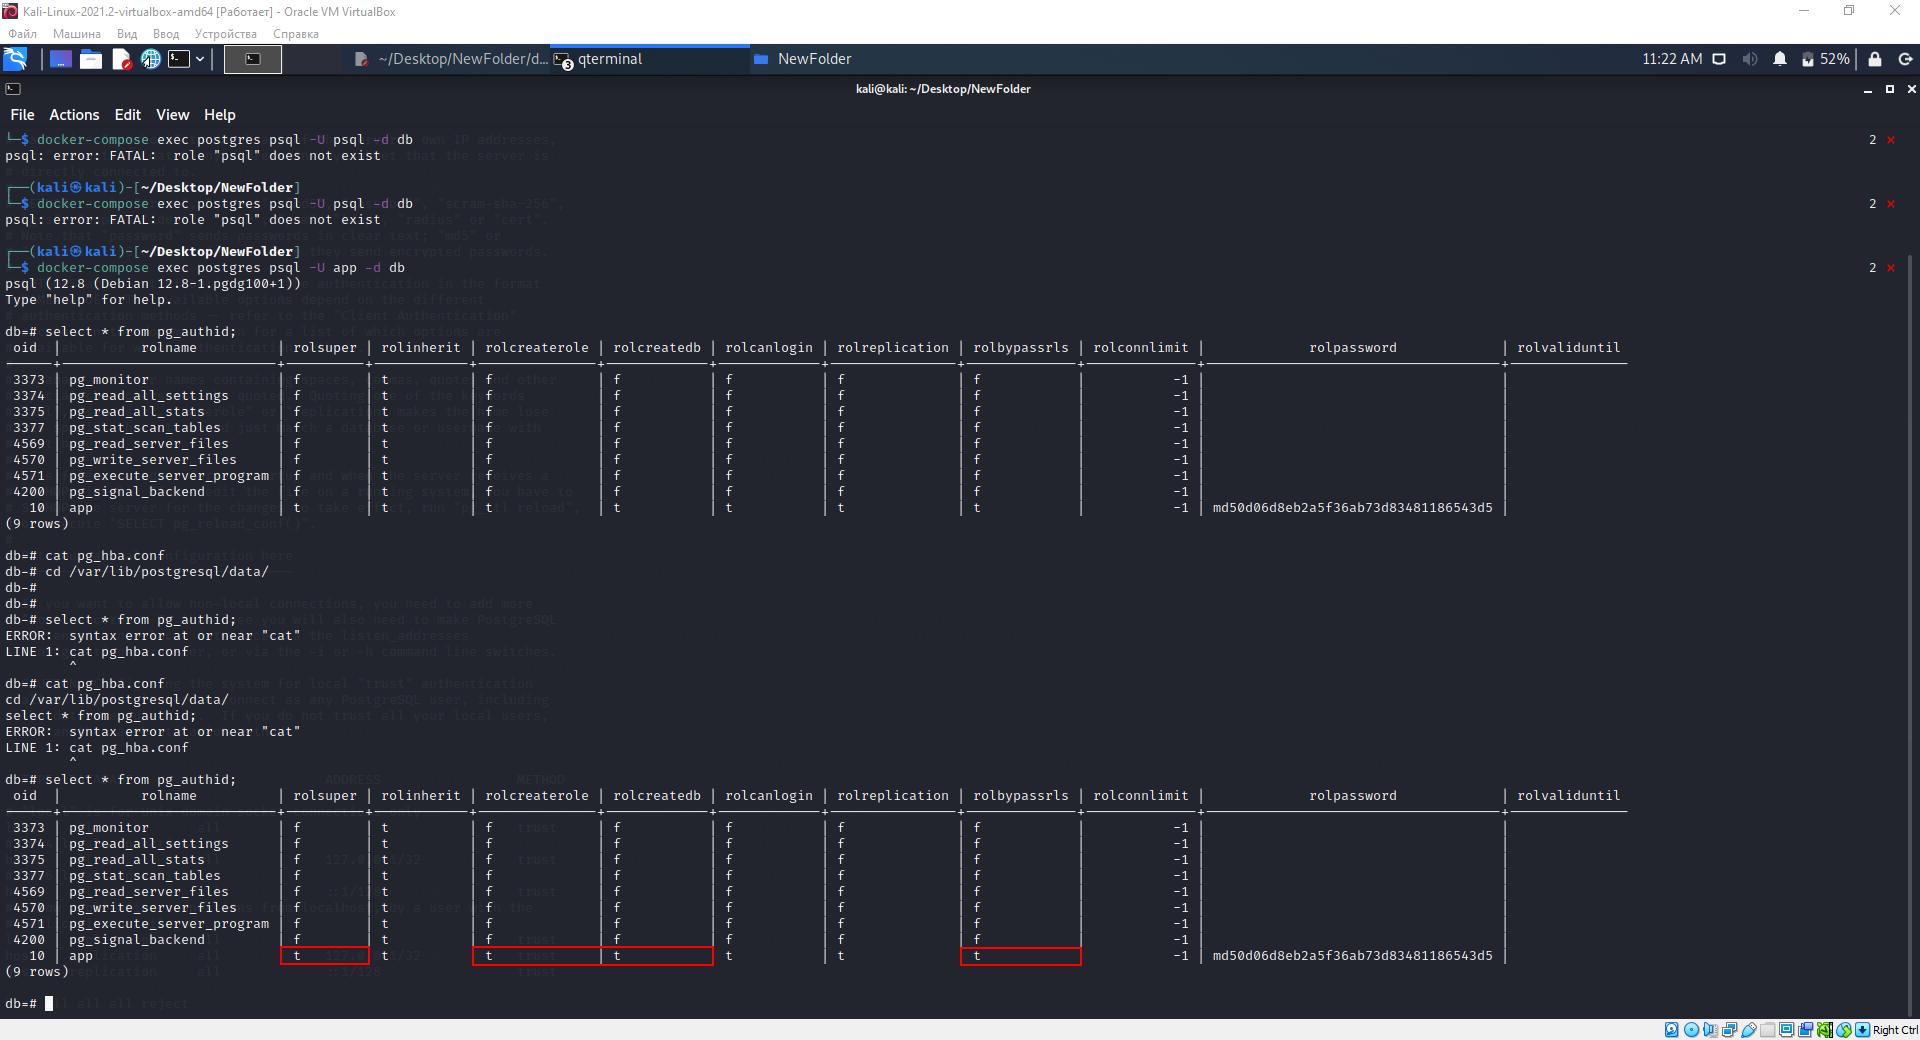 Kali-Linux-2021.2-virtualbox-amd64 [Работает] - Oracle VM VirtualBox
Файл Машина Вид Ввод Устройства Справка
~/Desktop/NewFolder/d... qterminal NewFolder 11:22 AM 52%
3
kali@kali: ~/Desktop/NewFolder
File Actions Edit View Help
└─$ docker-compose exec postgres psql -U psql -d db 2 ×
psql: error: FATAL:  role "psql" does not exist
┌──(kali㉿kali)-[~/Desktop/NewFolder]
└─$ docker-compose exec postgres psql -U psql -d db 2 ×
psql: error: FATAL:  role "psql" does not exist
┌──(kali㉿kali)-[~/Desktop/NewFolder]
└─$ docker-compose exec postgres psql -U app -d db 2 ×
psql (12.8 (Debian 12.8-1.pgdg100+1))
Type "help" for help.
db=# select * from pg_authid;
oid | rolname | rolsuper | rolinherit | rolcreaterole | rolcreatedb | rolcanlogin | rolreplication | rolbypassrls | rolconnlimit | rolpassword | rolvaliduntil
3373 | pg_monitor | f | t | f | f | f | f | f | -1 | |
3374 | pg_read_all_settings | f | t | f | f | f | f | f | -1 | |
3375 | pg_read_all_stats | f | t | f | f | f | f | f | -1 | |
3377 | pg_stat_scan_tables | f | t | f | f | f | f | f | -1 | |
4569 | pg_read_server_files | f | t | f | f | f | f | f | -1 | |
4570 | pg_write_server_files | f | t | f | f | f | f | f | -1 | |
4571 | pg_execute_server_program | f | t | f | f | f | f | f | -1 | |
4200 | pg_signal_backend | f | t | f | f | f | f | f | -1 | |
10 | app | t | t | t | t | t | t | t | -1 | md50d06d8eb2a5f36ab73d83481186543d5 |
(9 rows)
db=# cat pg_hba.conf
db-# cd /var/lib/postgresql/data/
db-#
db-#
db-# select * from pg_authid;
ERROR:  syntax error at or near "cat"
LINE 1: cat pg_hba.conf
^
db=# cat pg_hba.conf
cd /var/lib/postgresql/data/
select * from pg_authid;
ERROR:  syntax error at or near "cat"
LINE 1: cat pg_hba.conf
^
db=# select * from pg_authid;
oid | rolname | rolsuper | rolinherit | rolcreaterole | rolcreatedb | rolcanlogin | rolreplication | rolbypassrls | rolconnlimit | rolpassword | rolvaliduntil
3373 | pg_monitor | f | t | f | f | f | f | f | -1 | |
3374 | pg_read_all_settings | f | t | f | f | f | f | f | -1 | |
3375 | pg_read_all_stats | f | t | f | f | f | f | f | -1 | |
3377 | pg_stat_scan_tables | f | t | f | f | f | f | f | -1 | |
4569 | pg_read_server_files | f | t | f | f | f | f | f | -1 | |
4570 | pg_write_server_files | f | t | f | f | f | f | f | -1 | |
4571 | pg_execute_server_program | f | t | f | f | f | f | f | -1 | |
4200 | pg_signal_backend | f | t | f | f | f | f | f | -1 | |
10 | app | t | t | t | t | t | t | t | -1 | md50d06d8eb2a5f36ab73d83481186543d5 |
(9 rows)
db=#
Right Ctrl